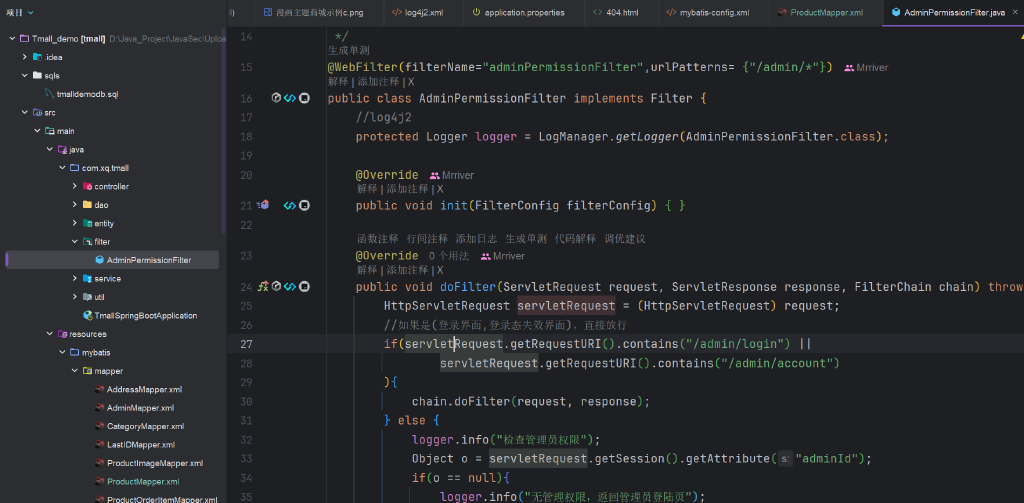 项目
漫画主题商城示例c.png
log4j2.xml
application.properties
404.html
mybatis-config.xml
ProductMapper.xml
AdminPermissionFilter.java
Tmall_demo [tmall] D:\Java_Project\JavaSec\Uploa
.idea
sqls
tmalldemodb.sql
src
main
java
com.xq.tmall
controller
dao
entity
filter
AdminPermissionFilter
service
util
TmallSpringBootApplication
resources
mybatis
mapper
AddressMapper.xml
AdminMapper.xml
CategoryMapper.xml
LastIDMapper.xml
ProductImageMapper.xml
ProductMapper.xml
ProductOrderItemMapper.xml
14 */
生成单测
15 @WebFilter(filterName="adminPermissionFilter",urlPatterns= {"/admin/*"}) Mrriver
解释 | 添加注释 | X
16 public class AdminPermissionFilter implements Filter {
17 //log4j2
18 protected Logger logger = LogManager.getLogger(AdminPermissionFilter.class);
19
20 @Override Mrriver
解释 | 添加注释 | X
21 public void init(FilterConfig filterConfig) { }
22
函数注释 行间注释 添加日志 生成单测 代码解释 调优建议
23 @Override 0 个用法 Mrriver
解释 | 添加注释 | X
24 public void doFilter(ServletRequest request, ServletResponse response, FilterChain chain) throw
25 HttpServletRequest servletRequest = (HttpServletRequest) request;
26 //如果是(登录界面,登录态失效界面), 直接放行
27 if(servletRequest.getRequestURI().contains("/admin/login") ||
28 servletRequest.getRequestURI().contains("/admin/account")
29 ){
30 chain.doFilter(request, response);
31 } else {
32 logger.info("检查管理员权限");
33 Object o = servletRequest.getSession().getAttribute( s: "adminId");
34 if(o == null){
35 logger.info("无管理权限, 返回管理员登陆页");